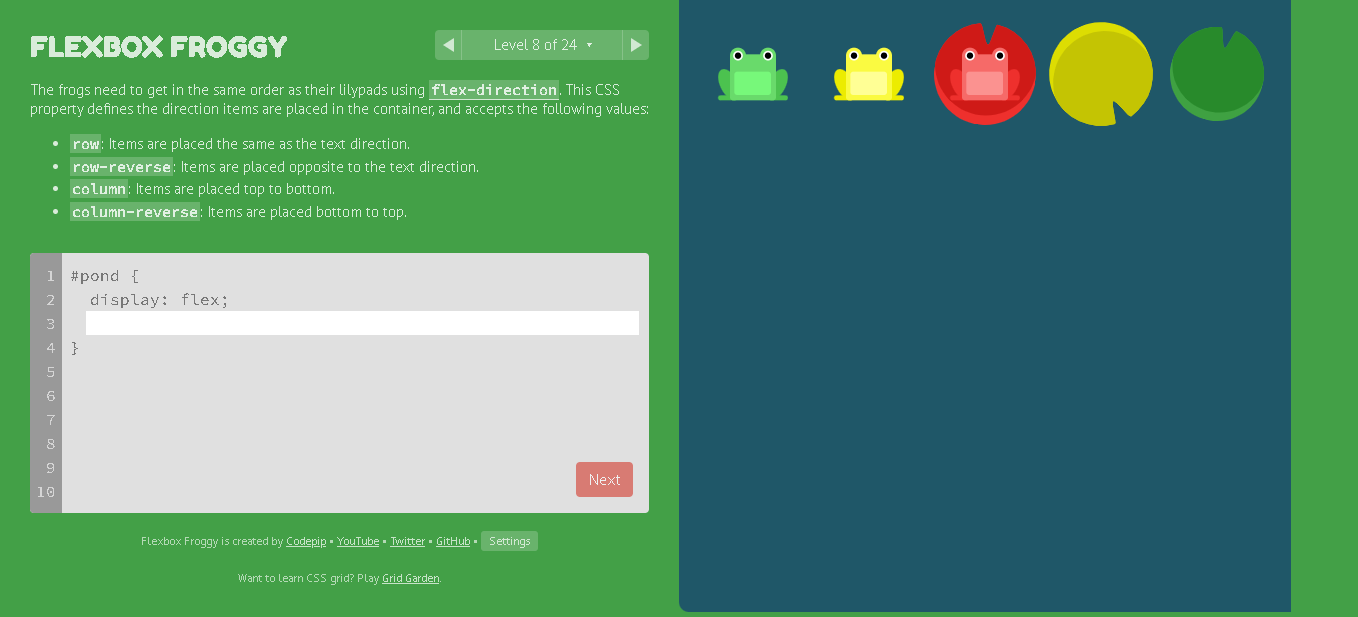 FLEXBOX FROGGY
◀ Level 8 of 24 ▾ ▶
The frogs need to get in the same order as their lilypads using flex-direction. This CSS
property defines the direction items are placed in the container, and accepts the following values:
• row: Items are placed the same as the text direction.
• row-reverse: Items are placed opposite to the text direction.
• column: Items are placed top to bottom.
• column-reverse: Items are placed bottom to top.
1 #pond {
2 display: flex;
3
4 }
5
6
7
8
9
10
Next
Flexbox Froggy is created by Codepip • YouTube • Twitter • GitHub • Settings
Want to learn CSS grid? Play Grid Garden.